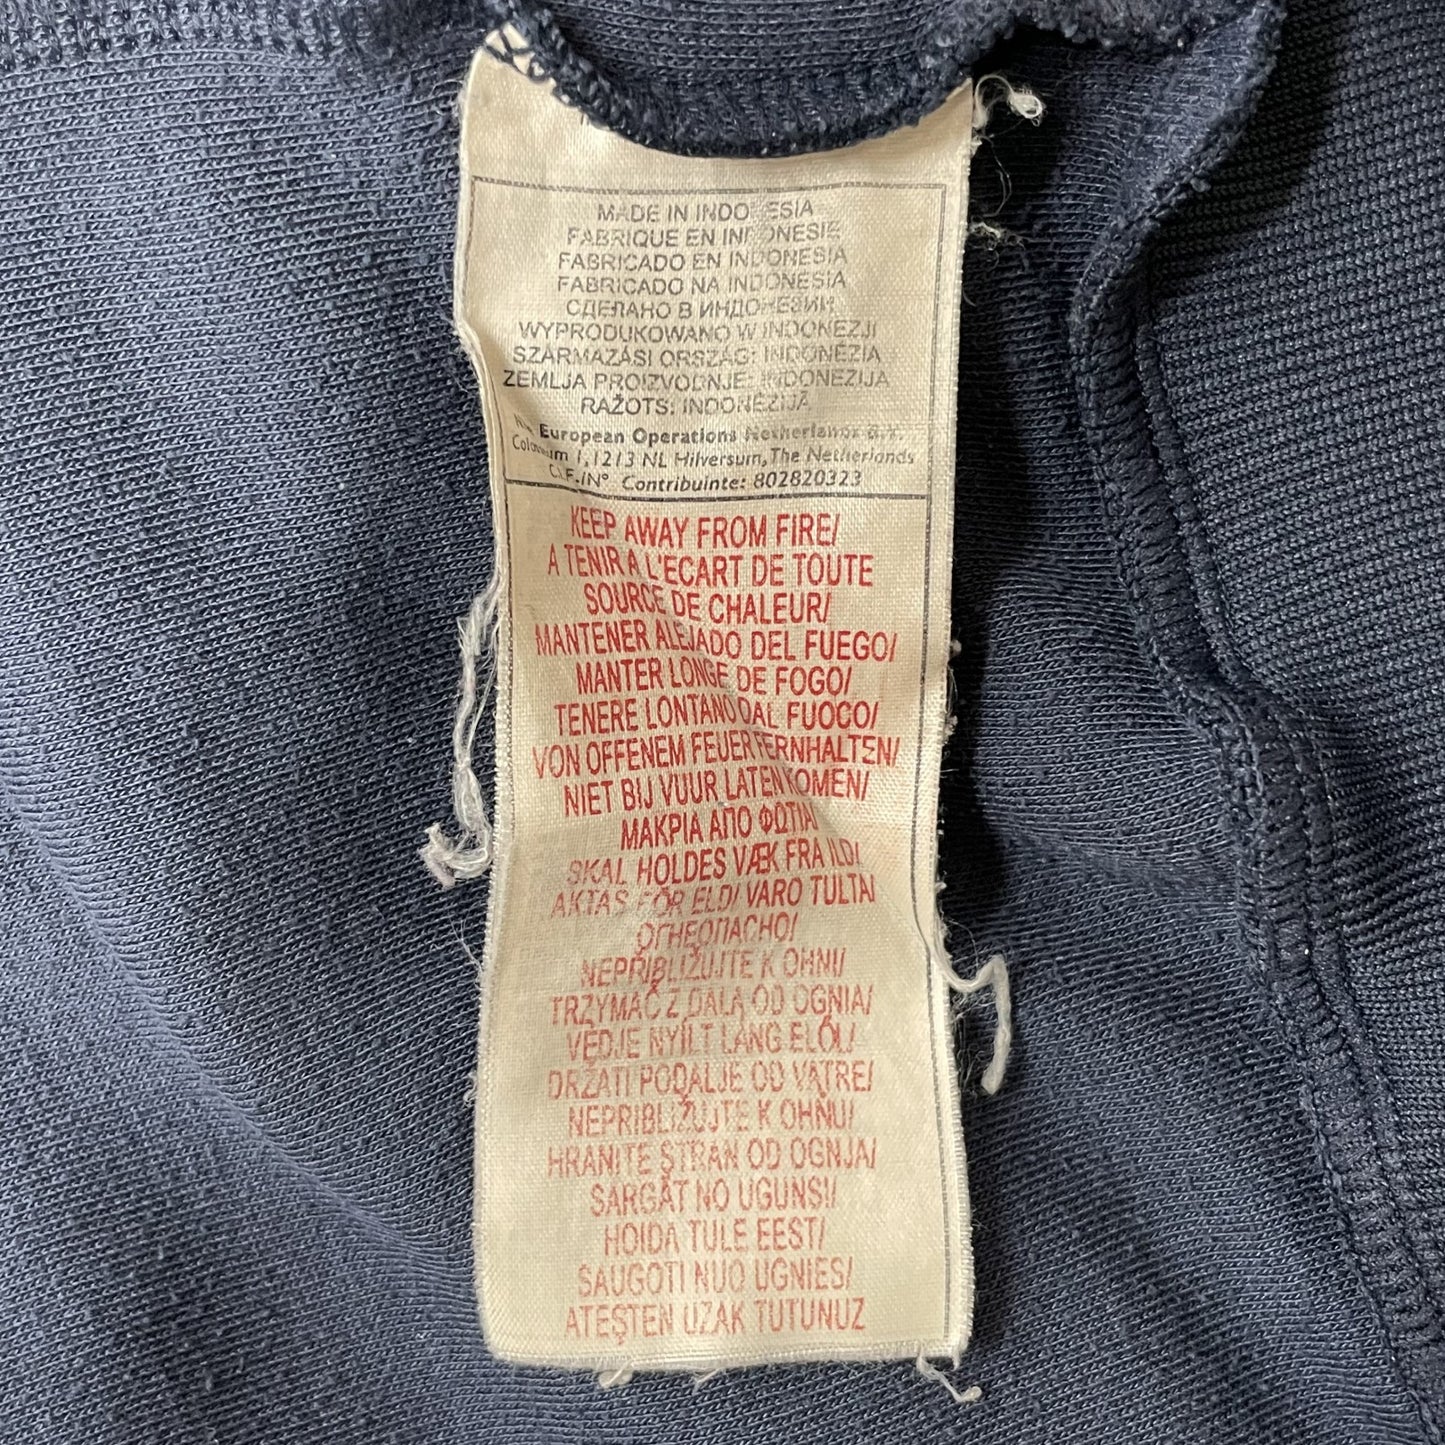 MADE IN INDONESIA
FABRIQUE EN INDONESIE
FABRICADO EN INDONESIA
FABRICADO NA INDONESIA
СДЕЛАНО В ИНДОНЕЗИИ
WYPRODUKOWANO W INDONEZJI
SZÁRMAZÁSI ORSZÁG: INDONÉZIA
ZEMLJA PROIZVODNJE: INDONEZIJA
RAŽOTS: INDONĒZIJĀ
European Operations Netherlands B.V.
1, 1213 NL Hilversum, The Netherlands
C.I.F./N° Contribuinte: 802820323
KEEP AWAY FROM FIRE/
A TENIR A L'ECART DE TOUTE
SOURCE DE CHALEUR/
MANTENER ALEJADO DEL FUEGO/
MANTER LONGE DE FOGO/
TENERE LONTANO DAL FUOCO/
VON OFFENEM FEUER FERNHALTEN/
NIET BIJ VUUR LATEN KOMEN/
ΜΑΚΡΙΑ ΑΠΟ ΦΩΤΙΑ/
SKAL HOLDES VÆK FRA ILD/
AKTAS FÖR ELD/ VARO TULTA/
ОГНЕОПАСНО/
NEPŘIBLIŽUJTE K OHNI/
TRZYMAĆ Z DALA OD OGNIA/
VÉDJE NYÍLT LÁNG ELŐL/
DRŽATI PODALJE OD VATRE/
NEPRIBLIŽUJTE K OHŇU/
HRANITE STRAN OD OGNJA/
SARGĀT NO UGUNS!/
HOIDA TULE EEST/
SAUGOTI NUO UGNIES/
ATEŞTEN UZAK TUTUNUZ